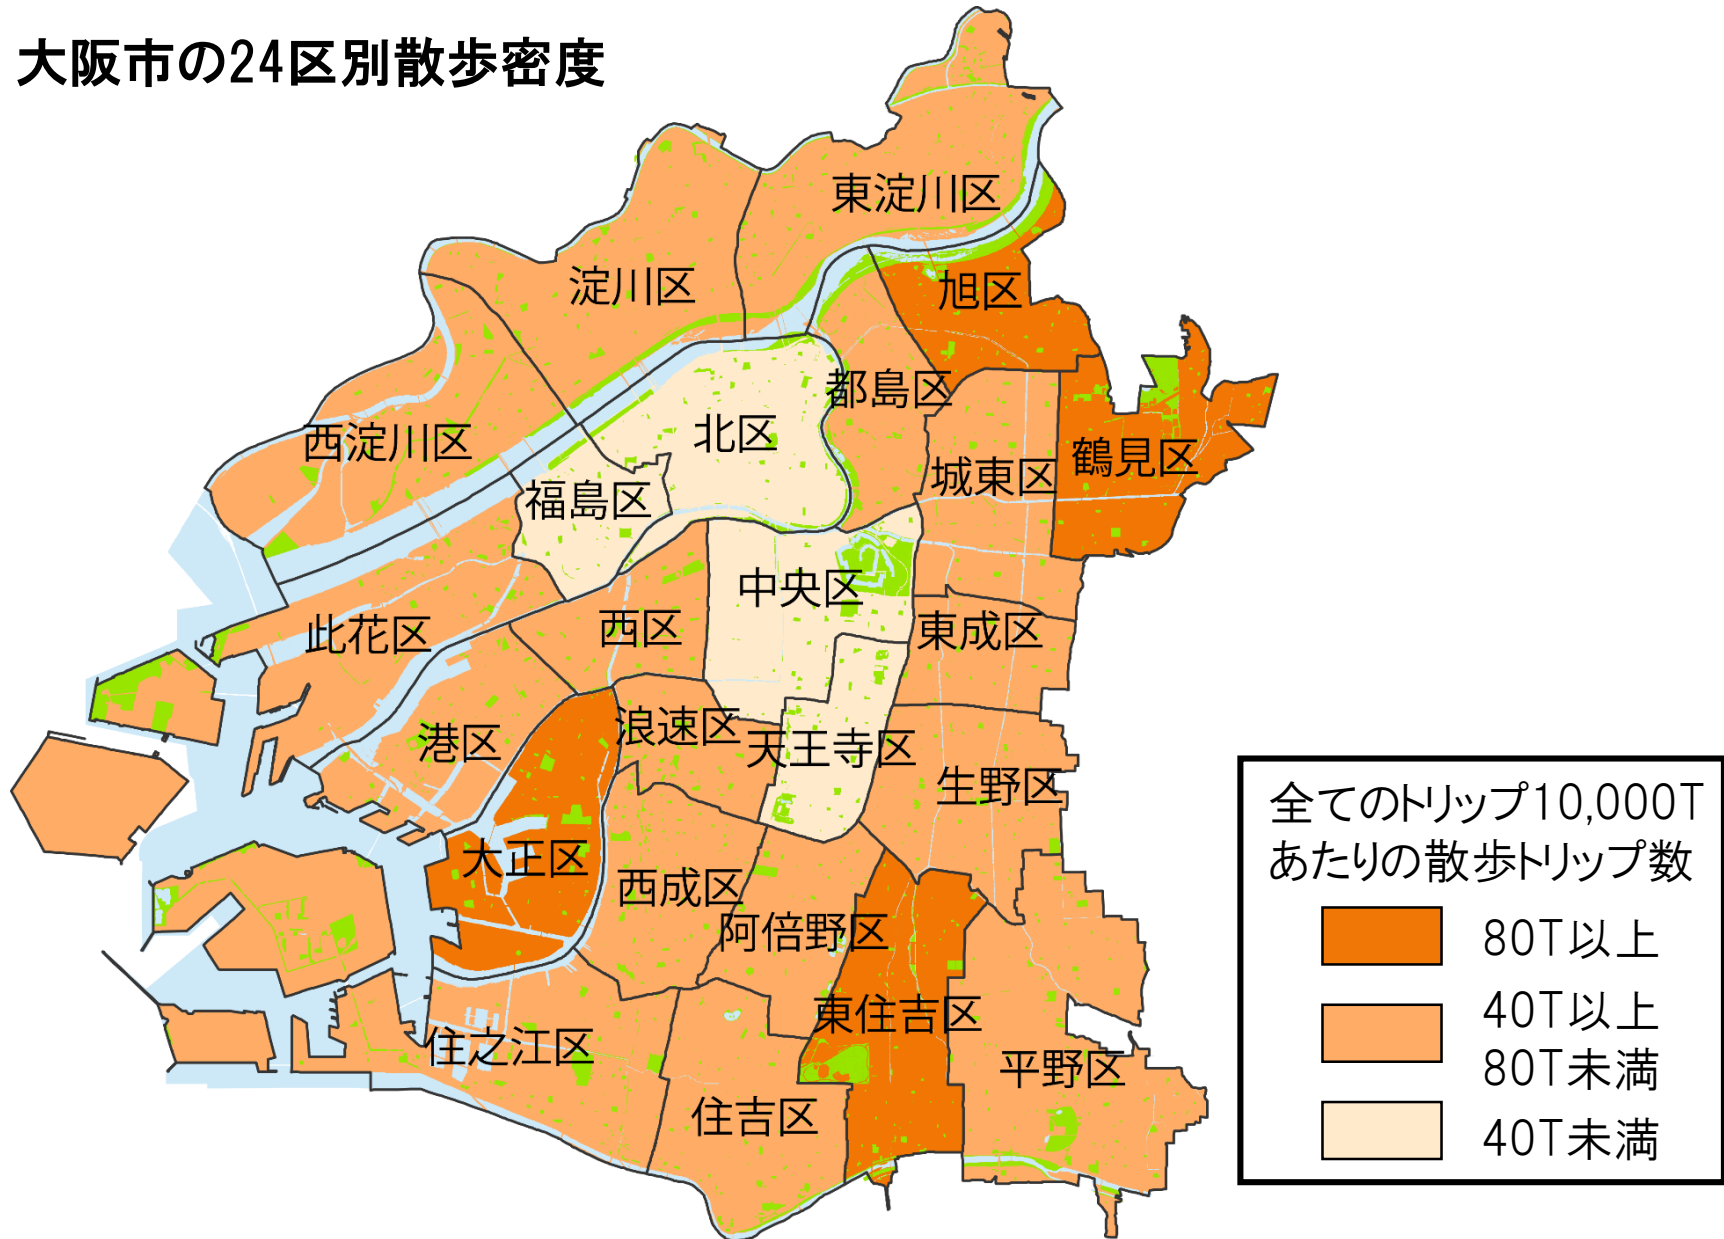 大阪市の24区別散歩密度
東淀川区
淀川区
旭区
都島区
北区
西淀川区
鶴見区
城東区
福島区
中央区
西区
此花区
東成区
浪速区
港区
天王寺区
生野区
大正区
西成区
阿倍野区
東住吉区
住之江区
平野区
住吉区
全てのトリップ10,000T
あたりの散歩トリップ数
80T以上
40T以上
80T未満
40T未満